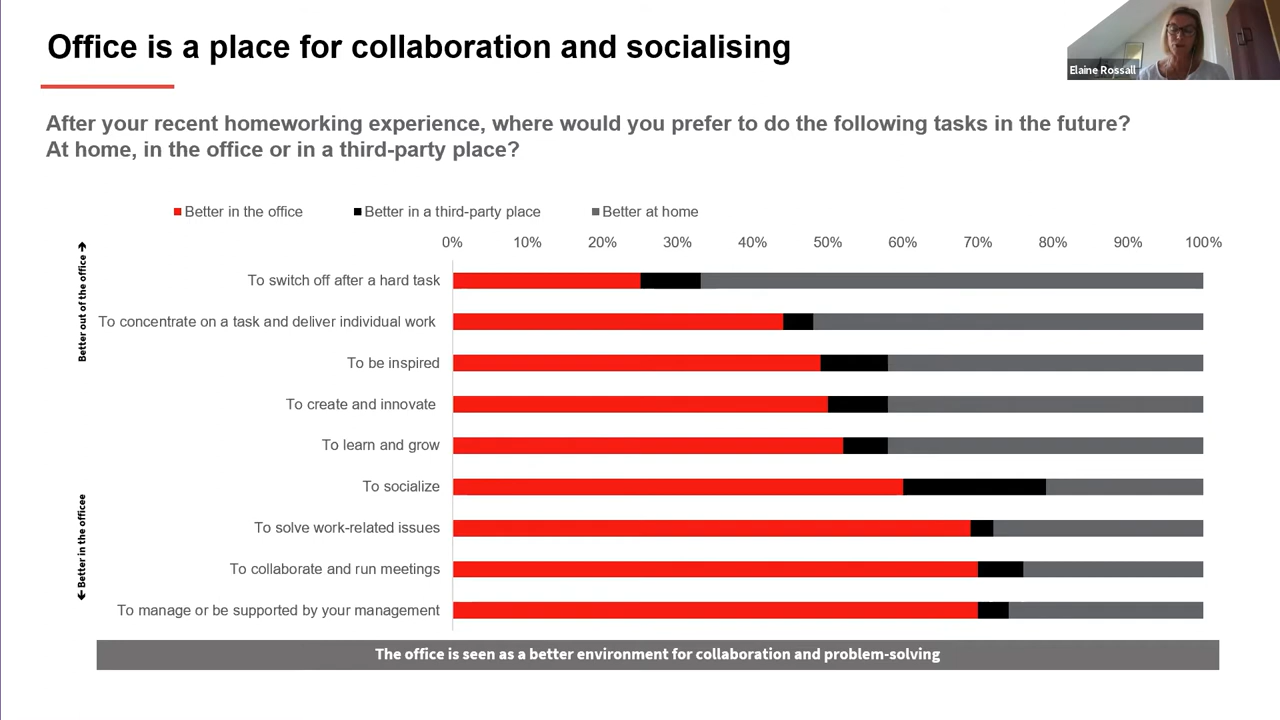 Office is a place for collaboration and socialising
Elaine Rossall
After your recent homeworking experience, where would you prefer to do the following tasks in the future?
At home, in the office or in a third-party place?
Better in the office
Better in a third-party place
Better at home
0% 10% 20% 30% 40% 50% 60% 70% 80% 90% 100%
Better out of the office →
To switch off after a hard task
To concentrate on a task and deliver individual work
To be inspired
To create and innovate
To learn and grow
To socialize
To solve work-related issues
To collaborate and run meetings
To manage or be supported by your management
← Better in the officee
The office is seen as a better environment for collaboration and problem-solving